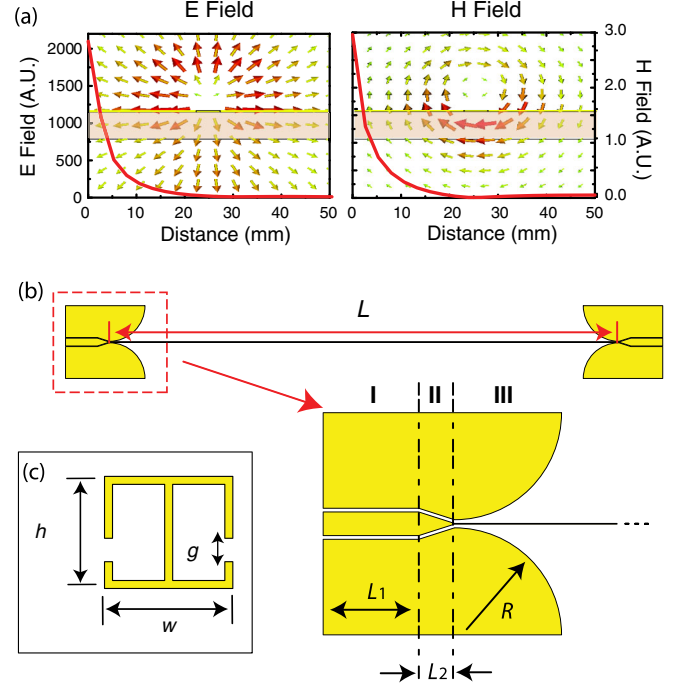 (a)
E Field
H Field
E Field (A.U.)
2000
1500
1000
500
0
0 10 20 30 40 50
Distance (mm)
0 10 20 30 40 50
Distance (mm)
3.0
2.0
1.0
0.0
H Field (A.U.)
(b)
L
I II III
(c)
h
g
w
L1
R
L2